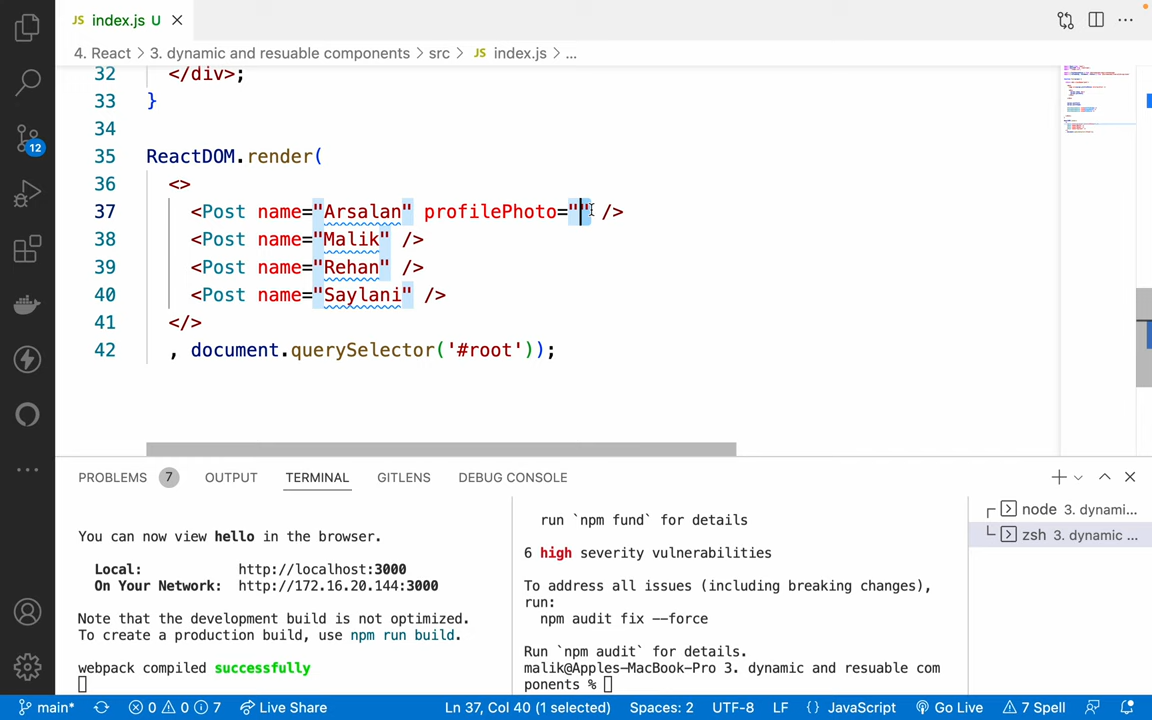 JS index.js U
4. React > 3. dynamic and resuable components > src > JS index.js > ...
32 </div>;
33 }
34
35 ReactDOM.render(
36 <>
37 <Post name="Arsalan" profilePhoto="" />
38 <Post name="Malik" />
39 <Post name="Rehan" />
40 <Post name="Saylani" />
41 </>
42 , document.querySelector('#root'));
12
PROBLEMS 7 OUTPUT TERMINAL GITLENS DEBUG CONSOLE
You can now view hello in the browser.
Local: http://localhost:3000
On Your Network: http://172.16.20.144:3000
Note that the development build is not optimized.
To create a production build, use npm run build.
webpack compiled successfully
run `npm fund` for details
6 high severity vulnerabilities
To address all issues (including breaking changes),
run:
npm audit fix --force
Run `npm audit` for details.
malik@Apples-MacBook-Pro 3. dynamic and resuable com
ponents %
node 3. dynami...
zsh 3. dynamic ...
main* 0 0 7 Live Share Ln 37, Col 40 (1 selected) Spaces: 2 UTF-8 LF {} JavaScript Go Live 7 Spell